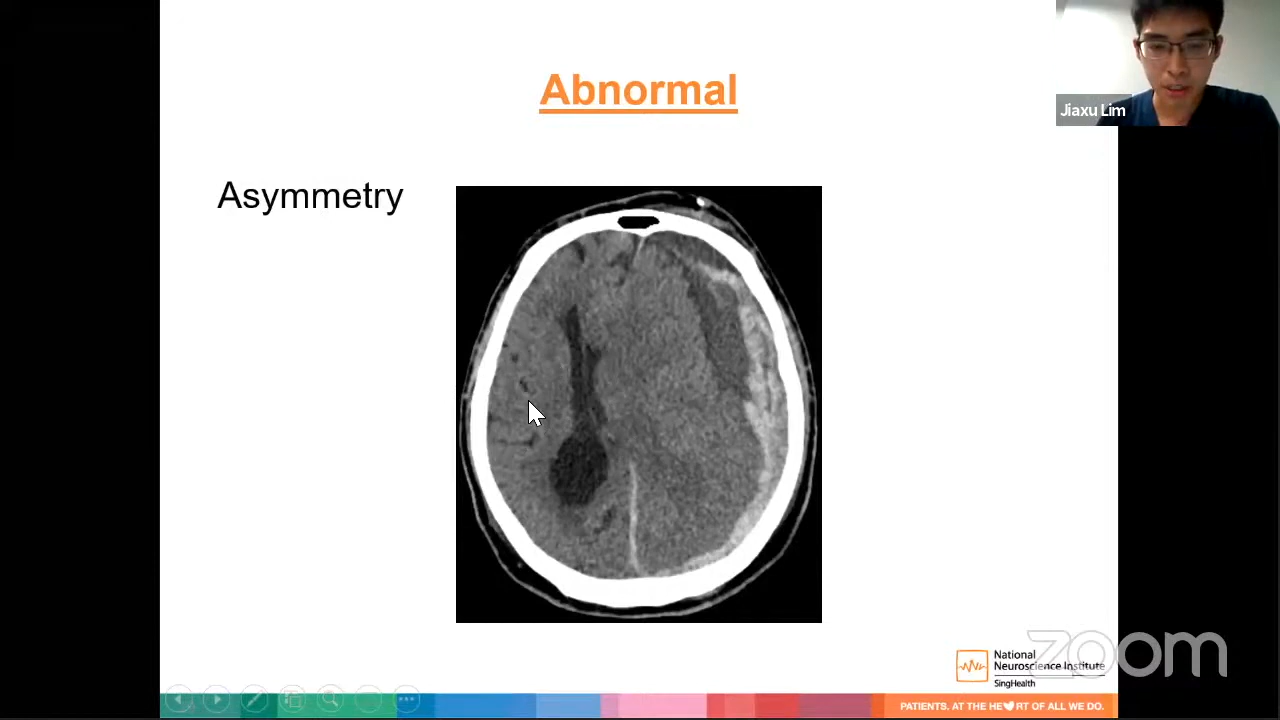 Abnormal
Jiaxu Lim
Asymmetry
National
Neuroscience Institute
SingHealth
zoom
PATIENTS. AT THE HE RT OF ALL WE DO.